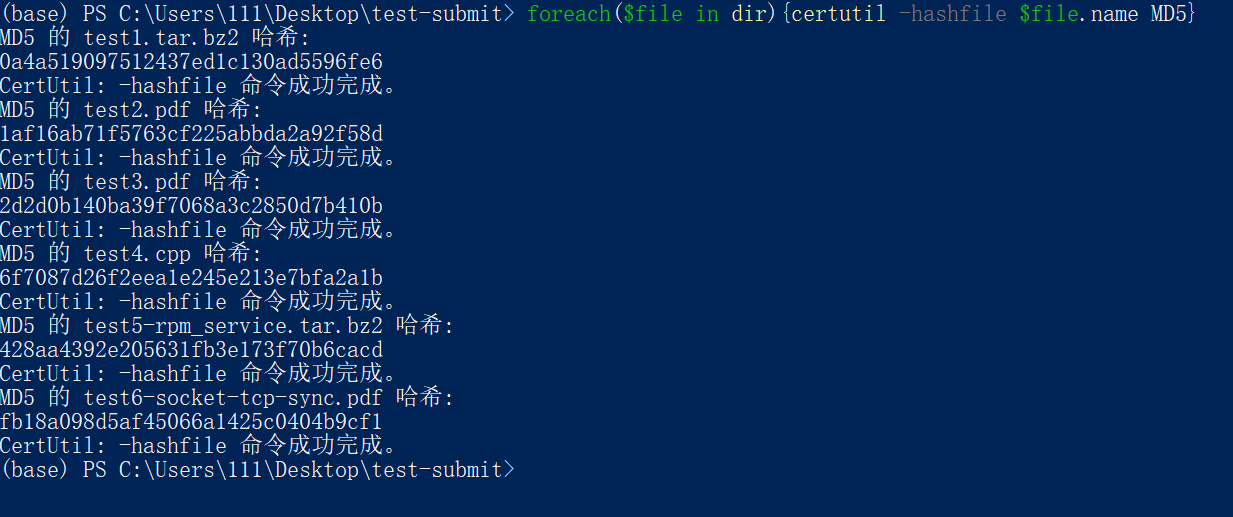 (base) PS C:\Users\111\Desktop\test-submit> foreach($file in dir){certutil -hashfile $file.name MD5}
MD5 的 test1.tar.bz2 哈希:
0a4a519097512437ed1c130ad5596fe6
CertUtil: -hashfile 命令成功完成。
MD5 的 test2.pdf 哈希:
1af16ab71f5763cf225abbda2a92f58d
CertUtil: -hashfile 命令成功完成。
MD5 的 test3.pdf 哈希:
2d2d0b140ba39f7068a3c2850d7b410b
CertUtil: -hashfile 命令成功完成。
MD5 的 test4.cpp 哈希:
6f7087d26f2eea1e245e213e7bfa2a1b
CertUtil: -hashfile 命令成功完成。
MD5 的 test5-rpm_service.tar.bz2 哈希:
428aa4392e205631fb3e173f70b6cacd
CertUtil: -hashfile 命令成功完成。
MD5 的 test6-socket-tcp-sync.pdf 哈希:
fb18a098d5af45066a1425c0404b9cf1
CertUtil: -hashfile 命令成功完成。
(base) PS C:\Users\111\Desktop\test-submit>